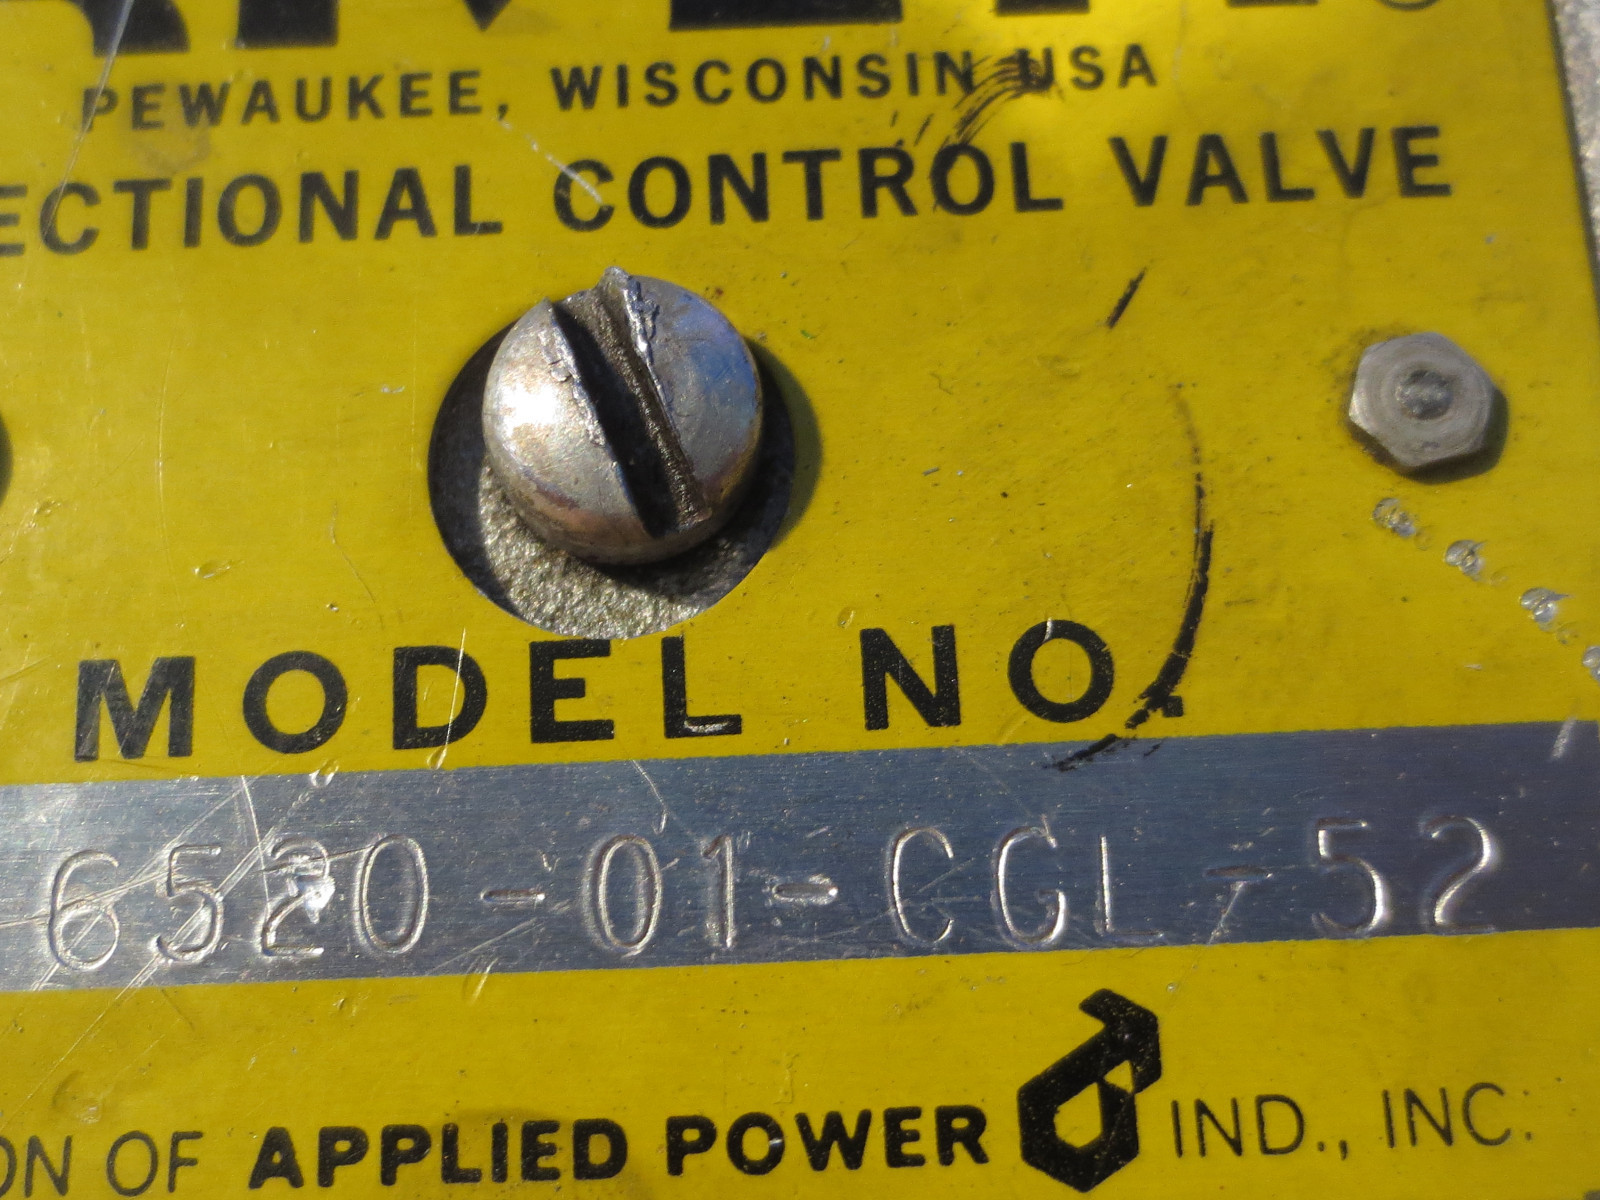 PEWAUKEE, WISCONSIN USA
ECTIONAL CONTROL VALVE
MODEL NO.
6520-01-CGL-52
ON OF APPLIED POWER IND., INC.